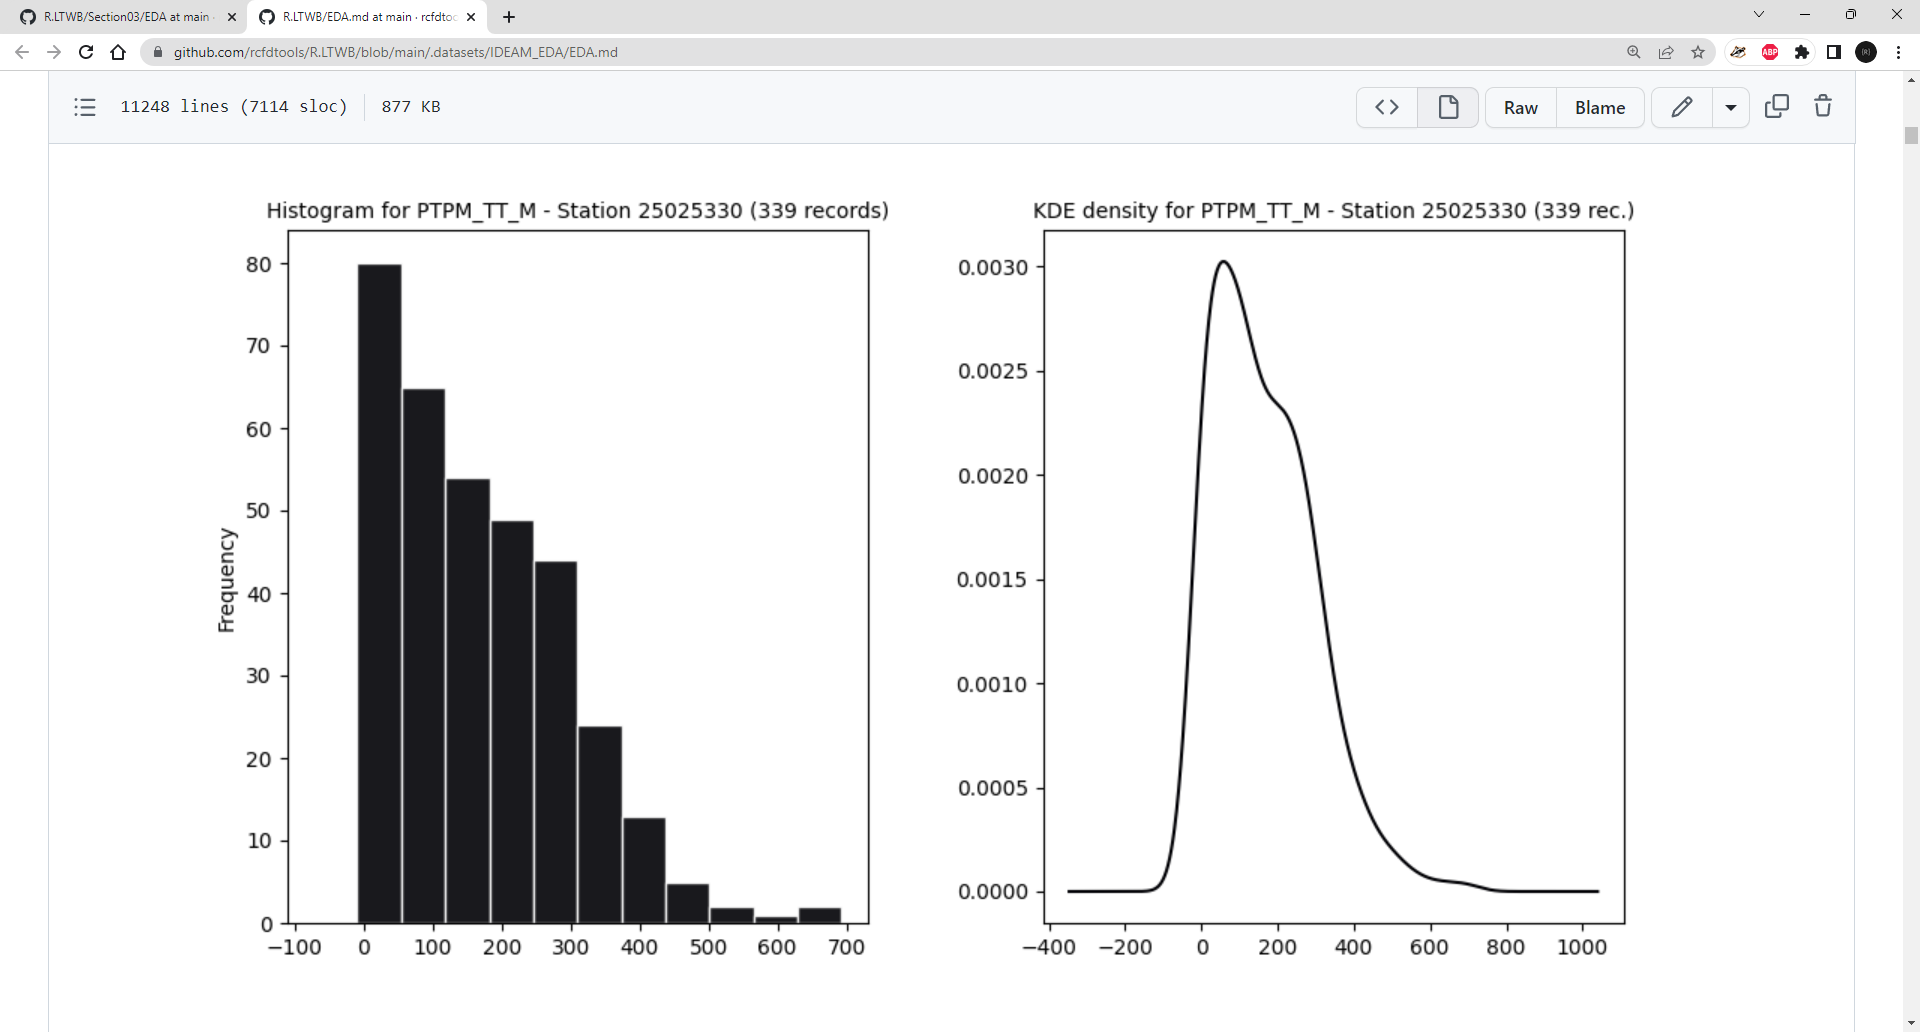 R.LTWB/Section03/EDA at main ·
R.LTWB/EDA.md at main · rcfdtoo
github.com/rcfdtools/R.LTWB/blob/main/.datasets/IDEAM_EDA/EDA.md
ABP
11248 lines (7114 sloc) 877 KB
Raw
Blame
Histogram for PTPM_TT_M - Station 25025330 (339 records)
80
70
60
50
40
30
20
10
0
Frequency
−100 0 100 200 300 400 500 600 700
KDE density for PTPM_TT_M - Station 25025330 (339 rec.)
0.0030
0.0025
0.0020
0.0015
0.0010
0.0005
0.0000
−400 −200 0 200 400 600 800 1000